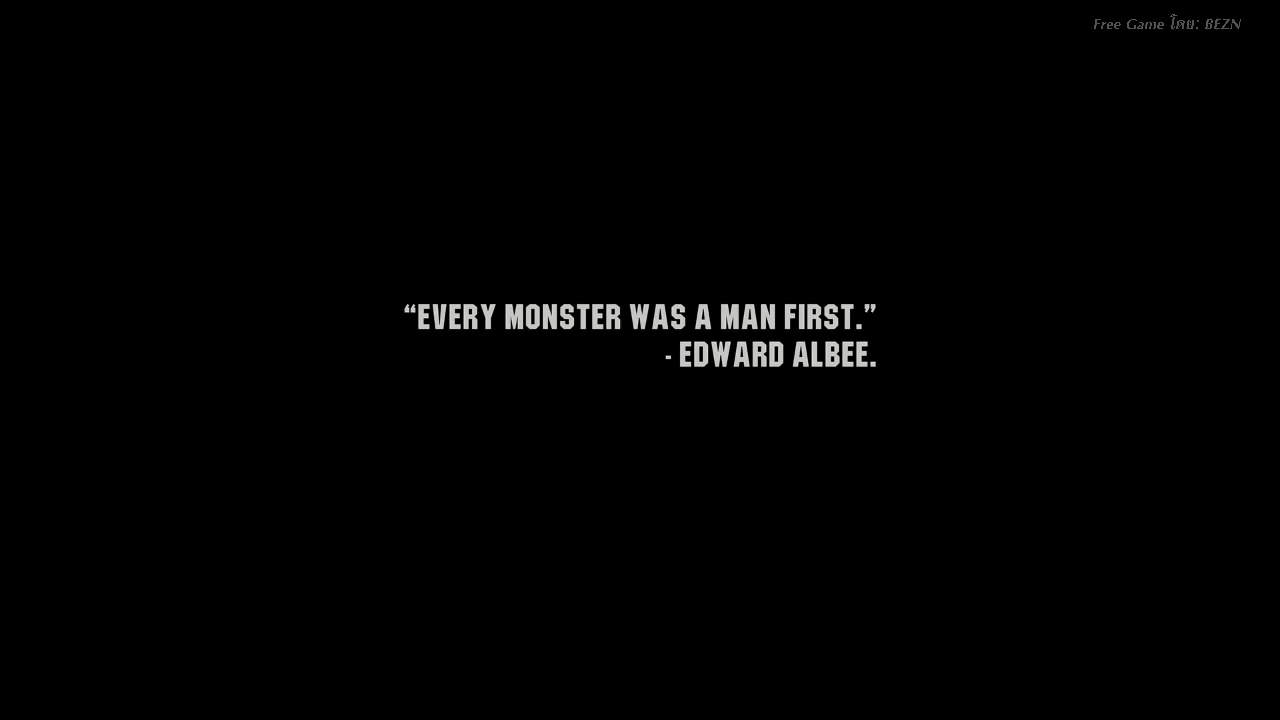 Free Game โดย: BEZN
“EVERY MONSTER WAS A MAN FIRST.”
- EDWARD ALBEE.